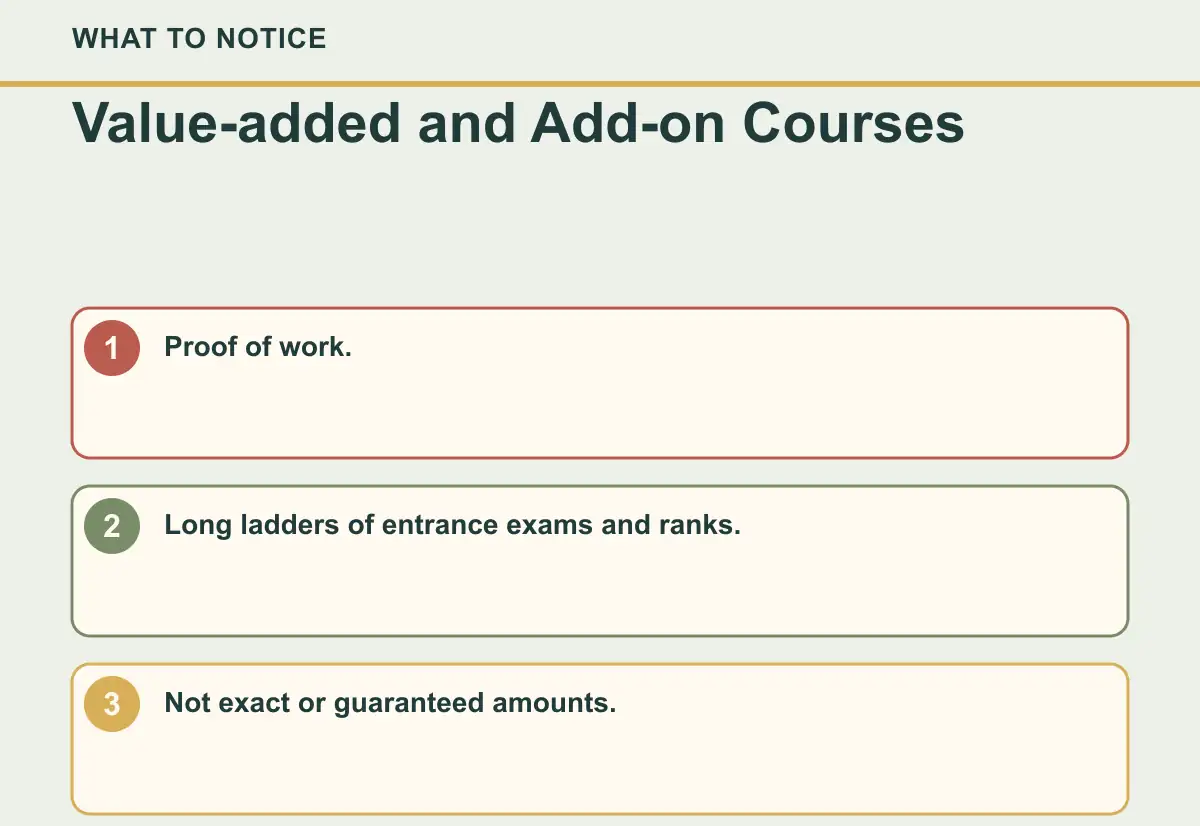 WHAT TO NOTICE
Value-added and Add-on Courses
1 Proof of work.
2 Long ladders of entrance exams and ranks.
3 Not exact or guaranteed amounts.